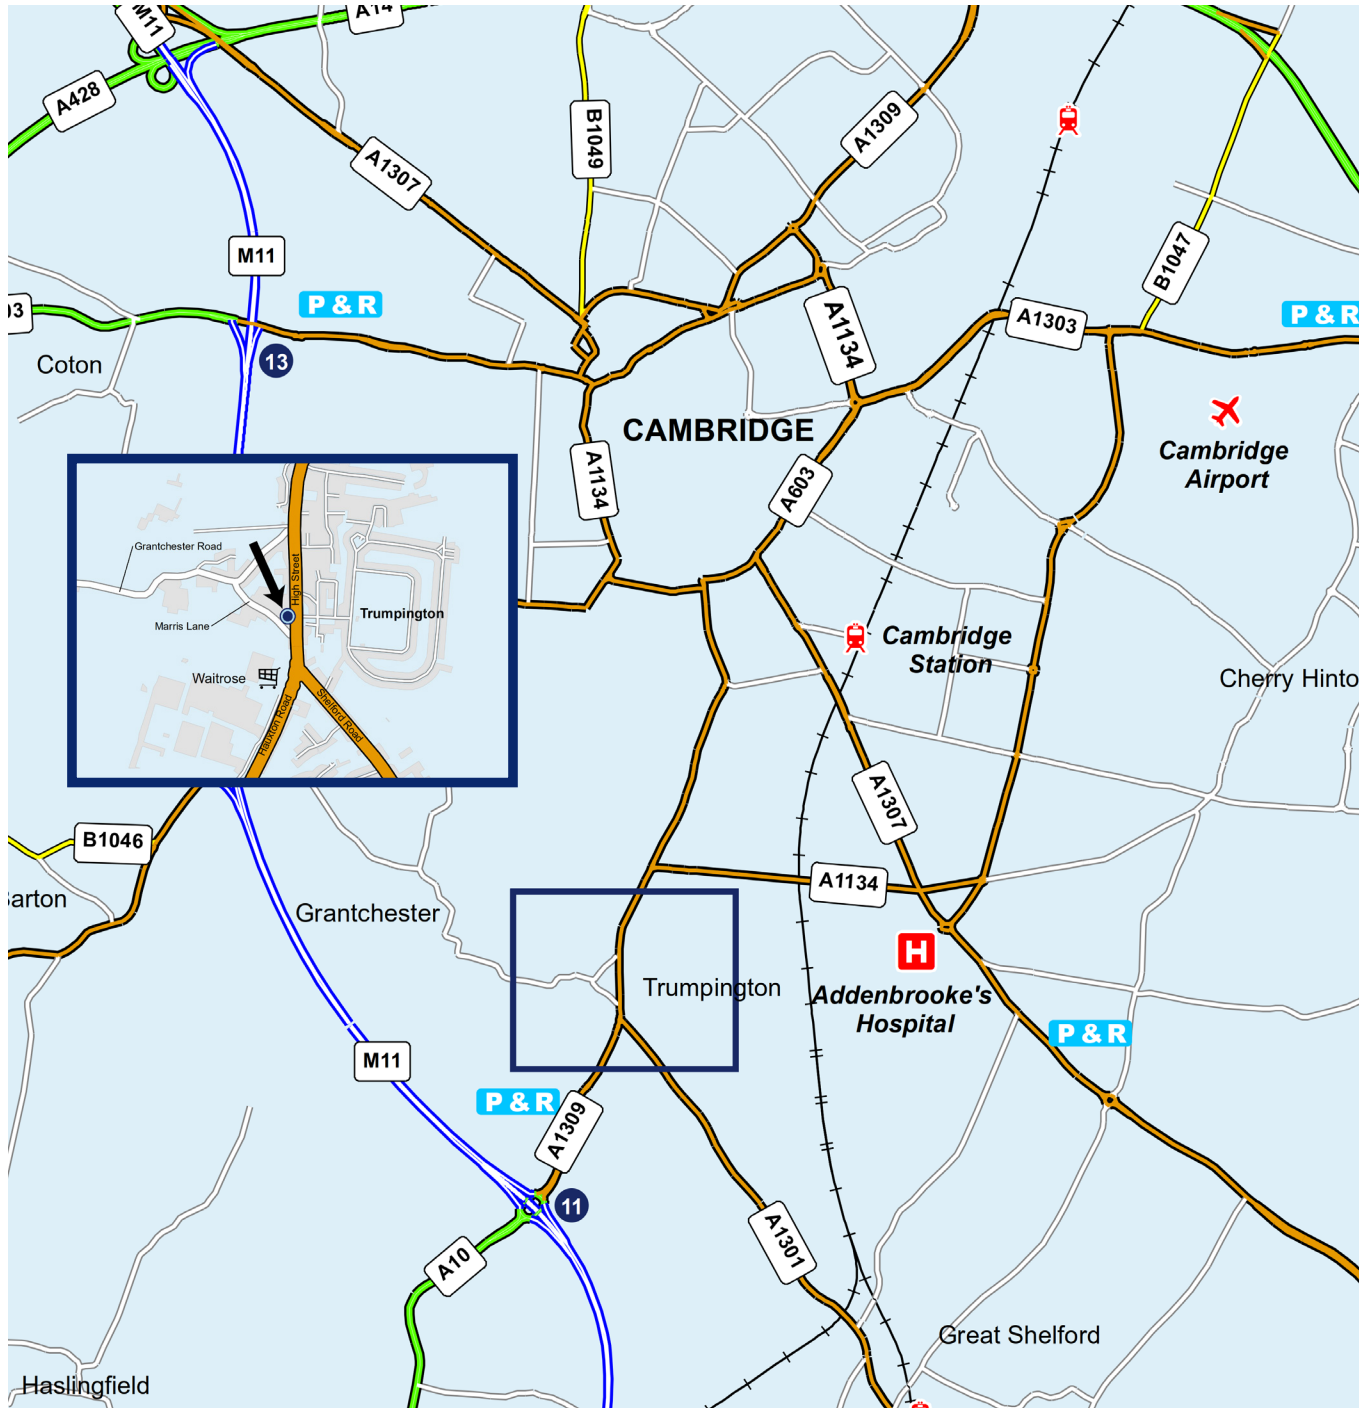 M11
A14
A428
B1049
A1309
A1307
M11
B1047
P & R
A1134
A1303
P & R
03
Coton
13
CAMBRIDGE
Cambridge
Airport
A1134
A603
Grantchester Road
High Street
Marris Lane
Trumpington
Waitrose
Hauxton Road
Shelford Road
Cambridge
Station
Cherry Hinto
A1307
B1046
A1134
arton
Grantchester
Trumpington
H
Addenbrooke's
Hospital
P & R
M11
P & R
A1309
11
A10
A1301
Great Shelford
Haslingfield